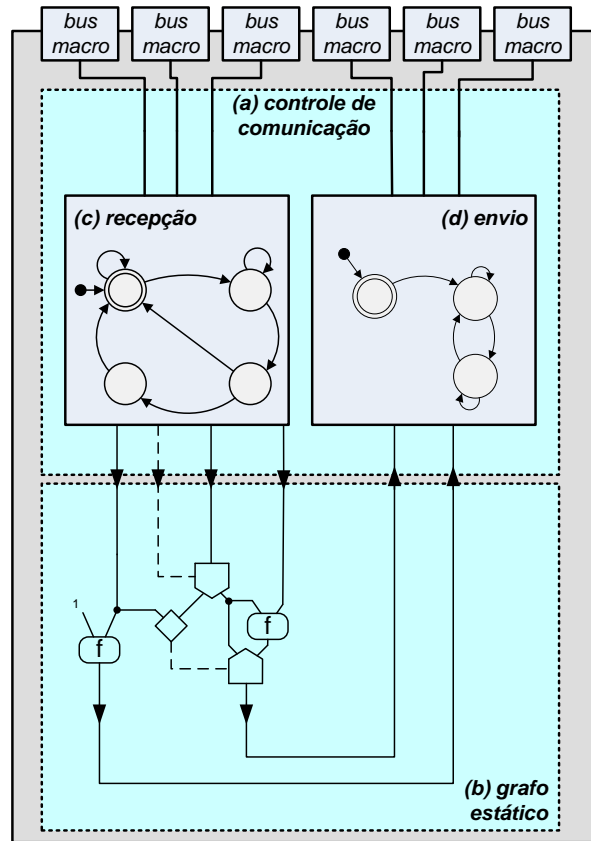 bus
macro
bus
macro
bus
macro
bus
macro
bus
macro
bus
macro
(a) controle de
comunicação
(c) recepção
(d) envio
1
f
f
(b) grafo
estático